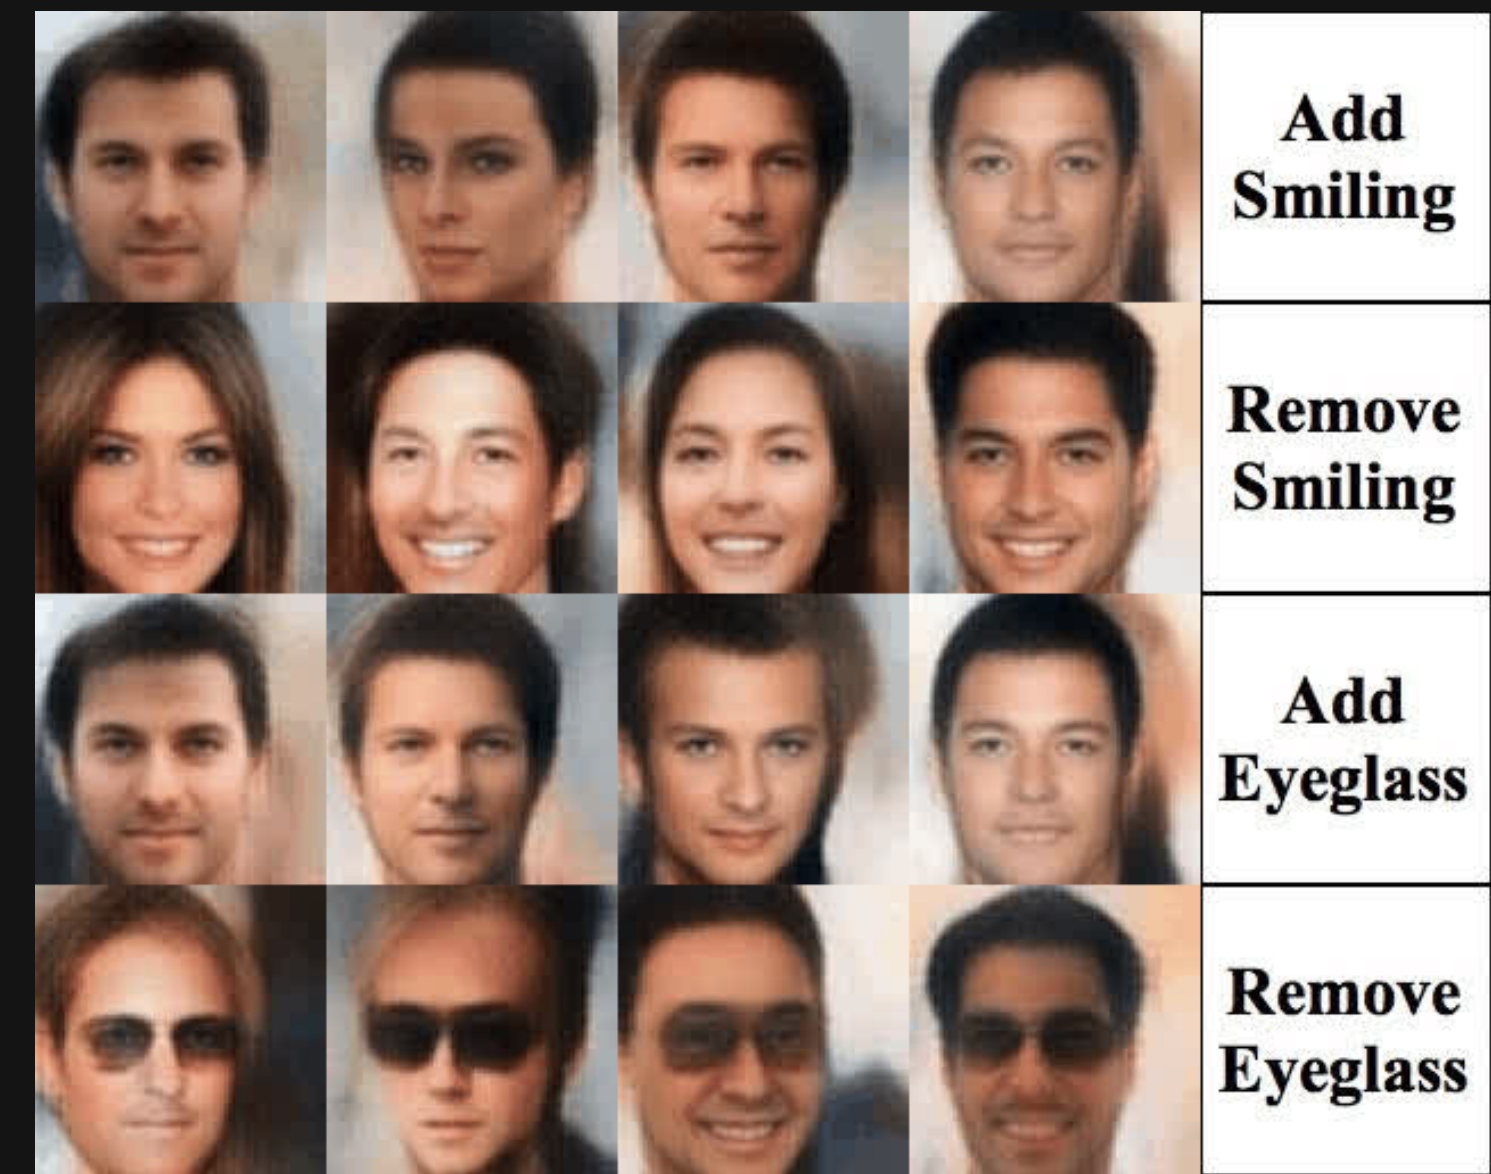 Add
Smiling
Remove
Smiling
Add
Eyeglass
Remove
Eyeglass